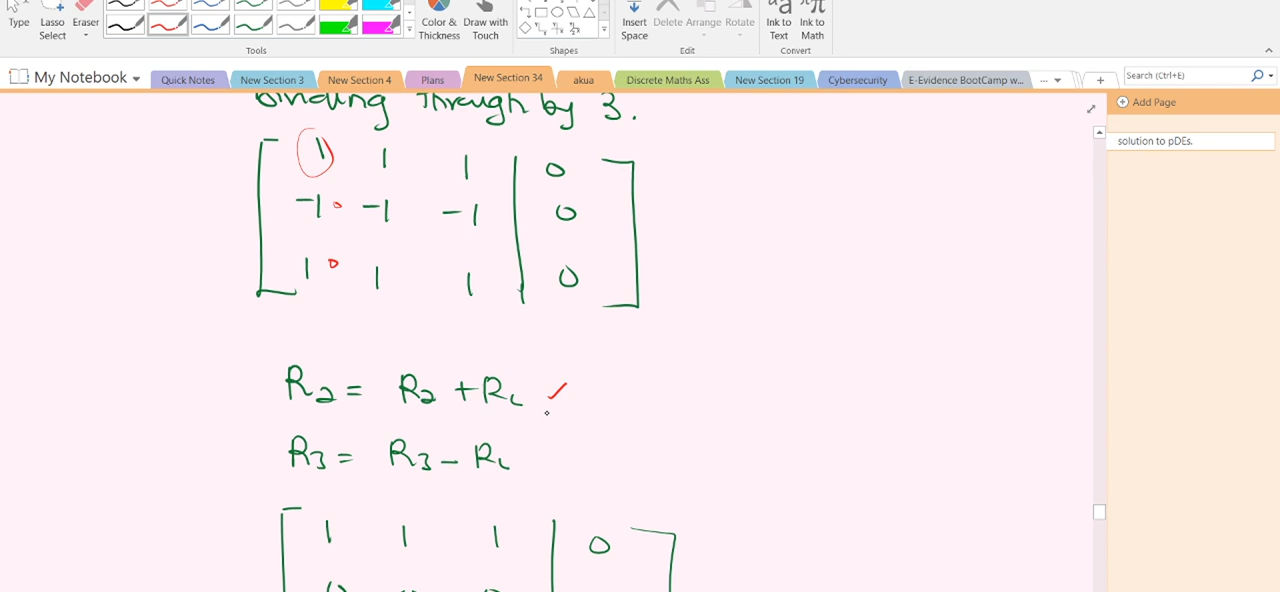 Type
Lasso Select
Eraser
Color & Thickness
Draw with Touch
Insert Space
Delete
Arrange
Rotate
Ink to Text
Ink to Math
Tools
Shapes
Edit
Convert
My Notebook
Quick Notes
New Section 3
New Section 4
Plans
New Section 34
akua
Discrete Maths Ass
New Section 19
Cybersecurity
E-Evidence BootCamp w...
...
+
Search (Ctrl+E)
Add Page
solution to pDEs.
through by 3.
1 1 1 | 0
-1 -1 -1 | 0
1 1 1 | 0
R2 = R2 + R1 ✓
R3 = R3 - R1
1 1 1 | 0